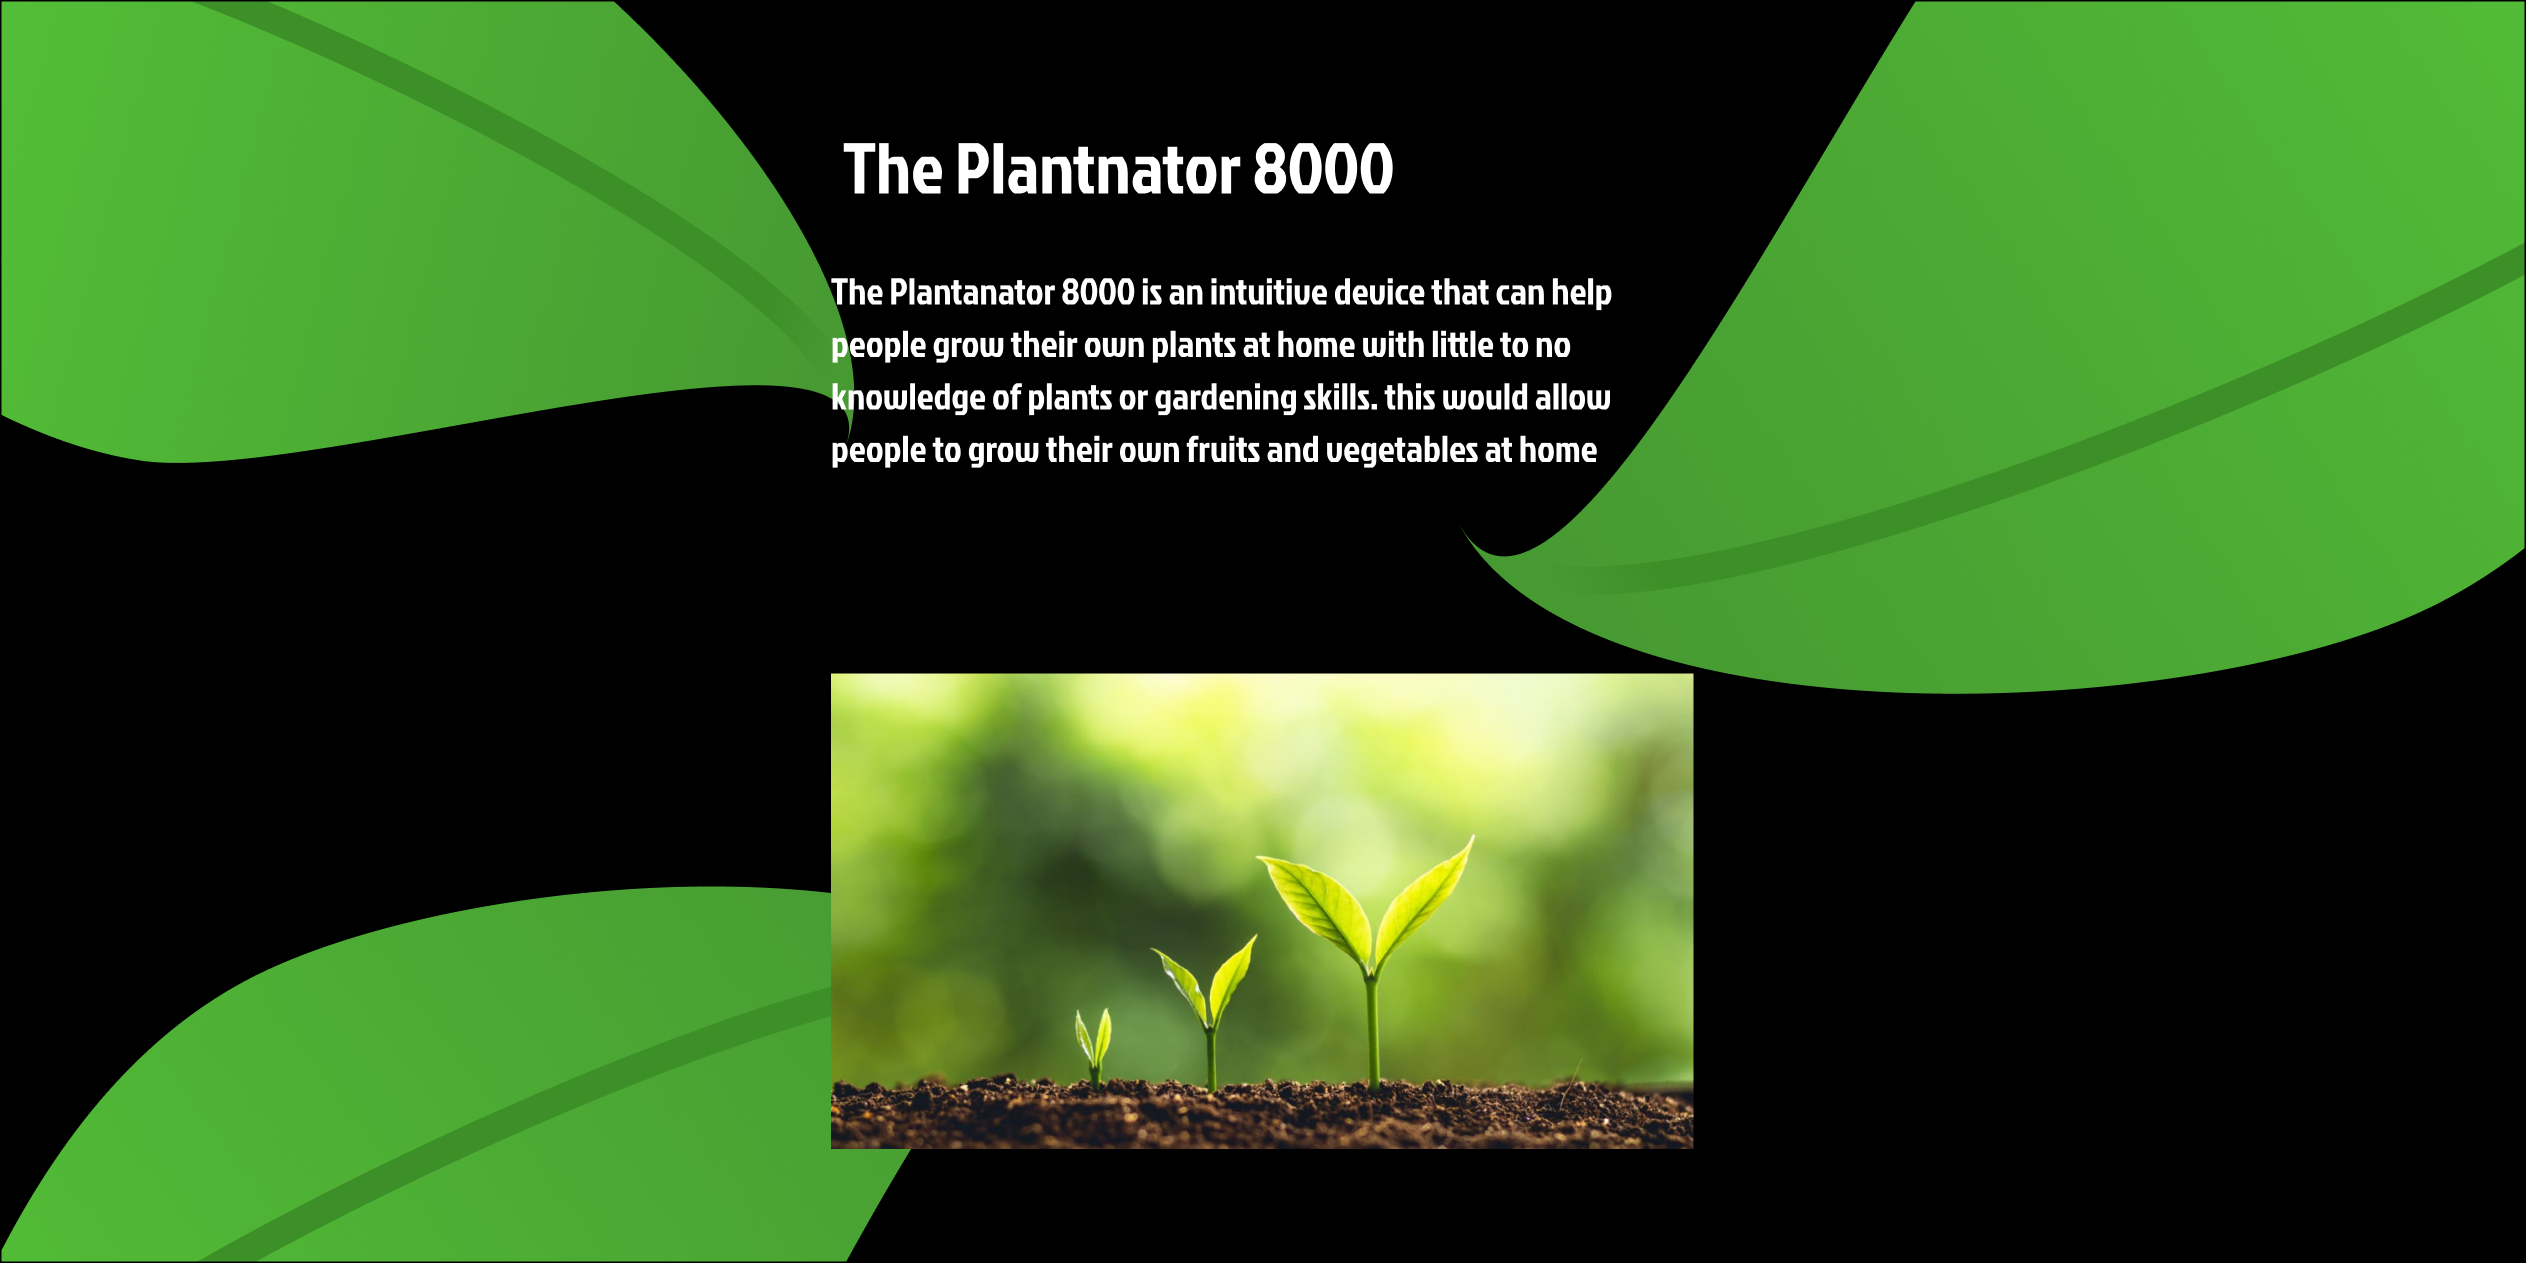 The Plantnator 8000
The Plantanator 8000 is an intuitive device that can help
people grow their own plants at home with little to no
knowledge of plants or gardening skills. this would allow
people to grow their own fruits and vegetables at home